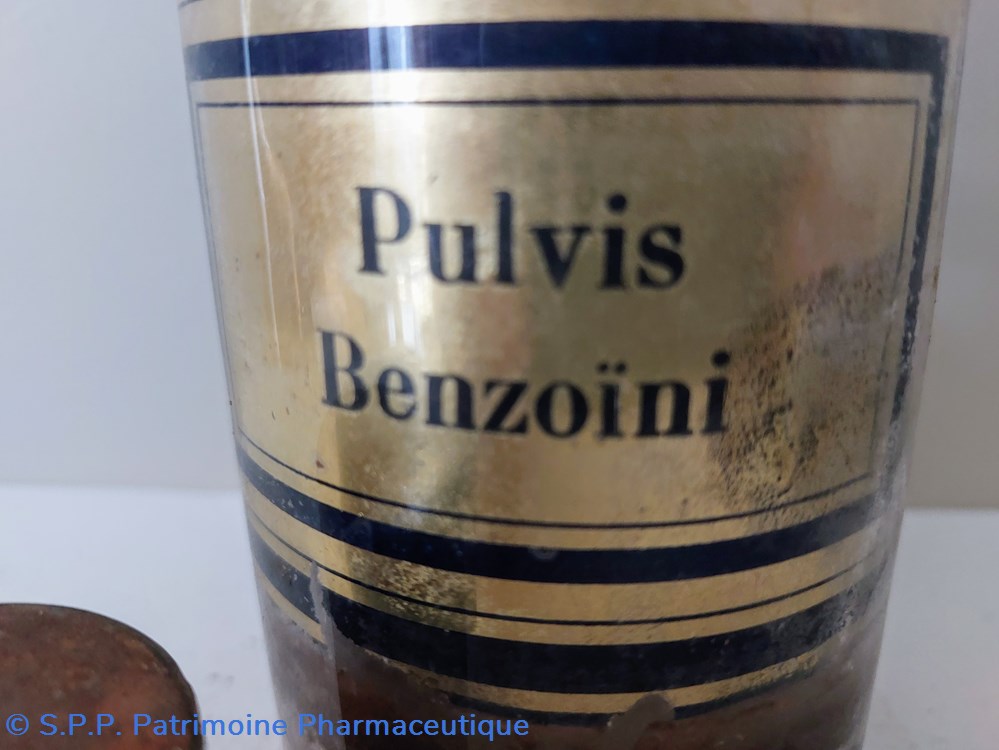 Pulvis
Benzoïni
© S.P.P. Patrimoine Pharmaceutique